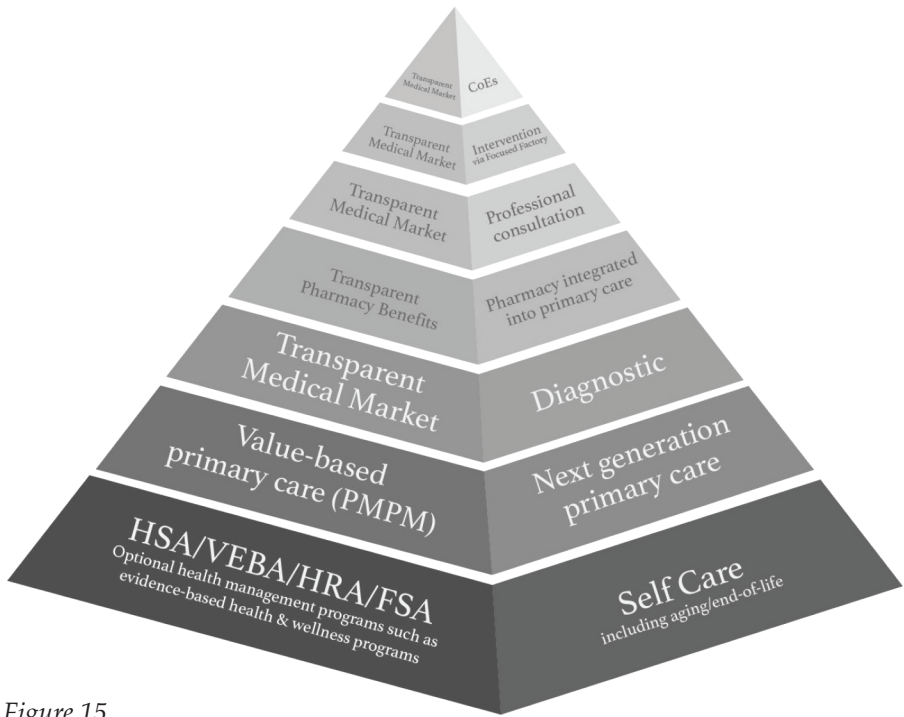 Transparent
Medical Market
CoEs
Transparent
Medical Market
Intervention
via Focused Factory
Transparent
Medical Market
Professional
consultation
Transparent
Pharmacy Benefits
Pharmacy integrated
into primary care
Transparent
Medical Market
Diagnostic
Value-based
primary care (PMPM)
Next generation
primary care
HSA/VEBA/HRA/FSA
Optional health management programs such as
evidence-based health & wellness programs
Self Care
including aging/end-of-life
Figure 15